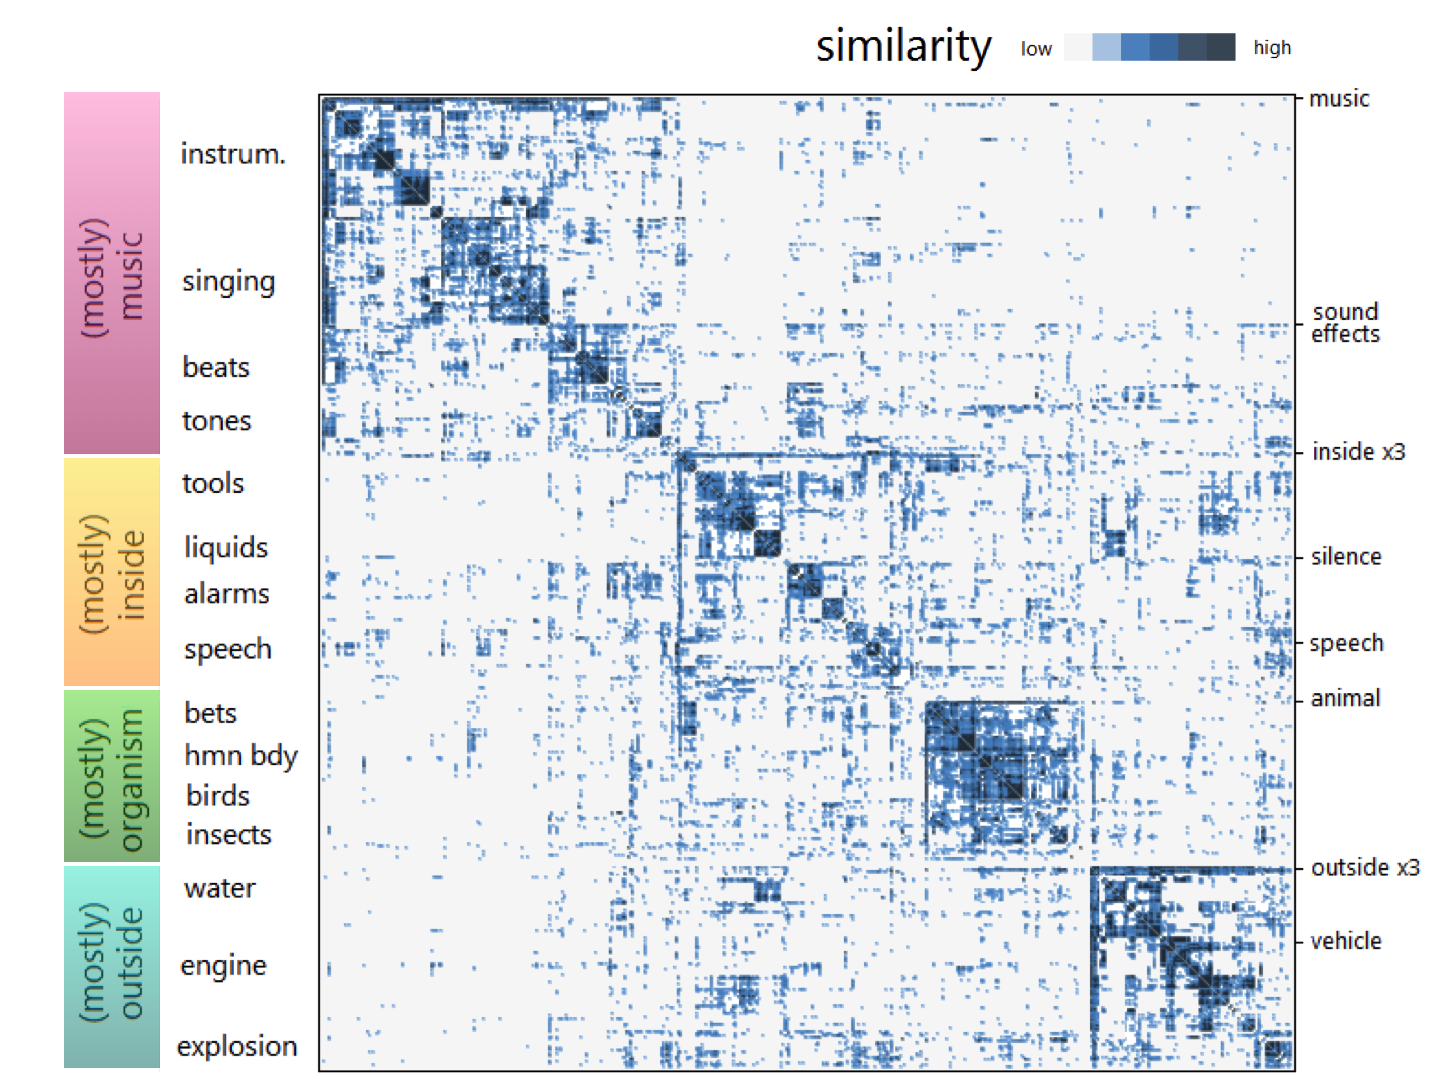 similarity low high
(mostly)
music
instrum.
singing
beats
tones
(mostly)
inside
tools
liquids
alarms
speech
(mostly)
organism
bets
hmn bdy
birds
insects
(mostly)
outside
water
engine
explosion
music
sound
effects
inside x3
silence
speech
animal
outside x3
vehicle